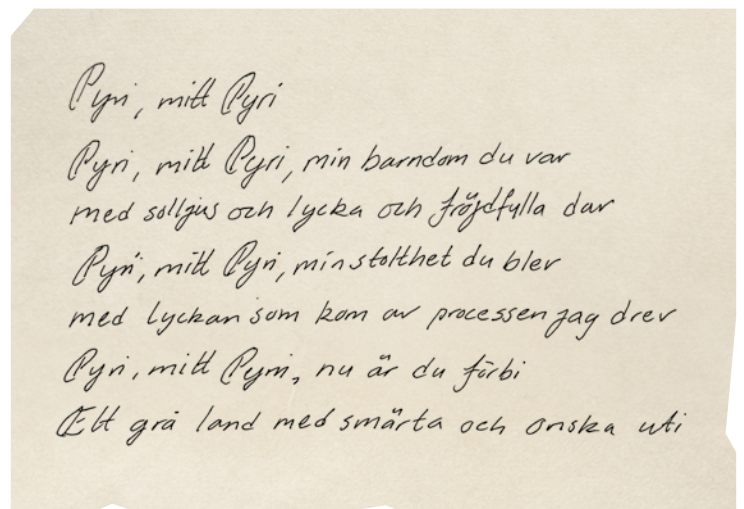 Pyri, mitt Pyri
Pyri, mitt Pyri, min barndom du var
med solljus och lycka och fröjdfulla dar
Pyri, mitt Pyri, min stolthet du blev
med lyckan som kom av processen jag drev
Pyri, mitt Pyri, nu är du förbi
Ett grå land med smärta och onska uti